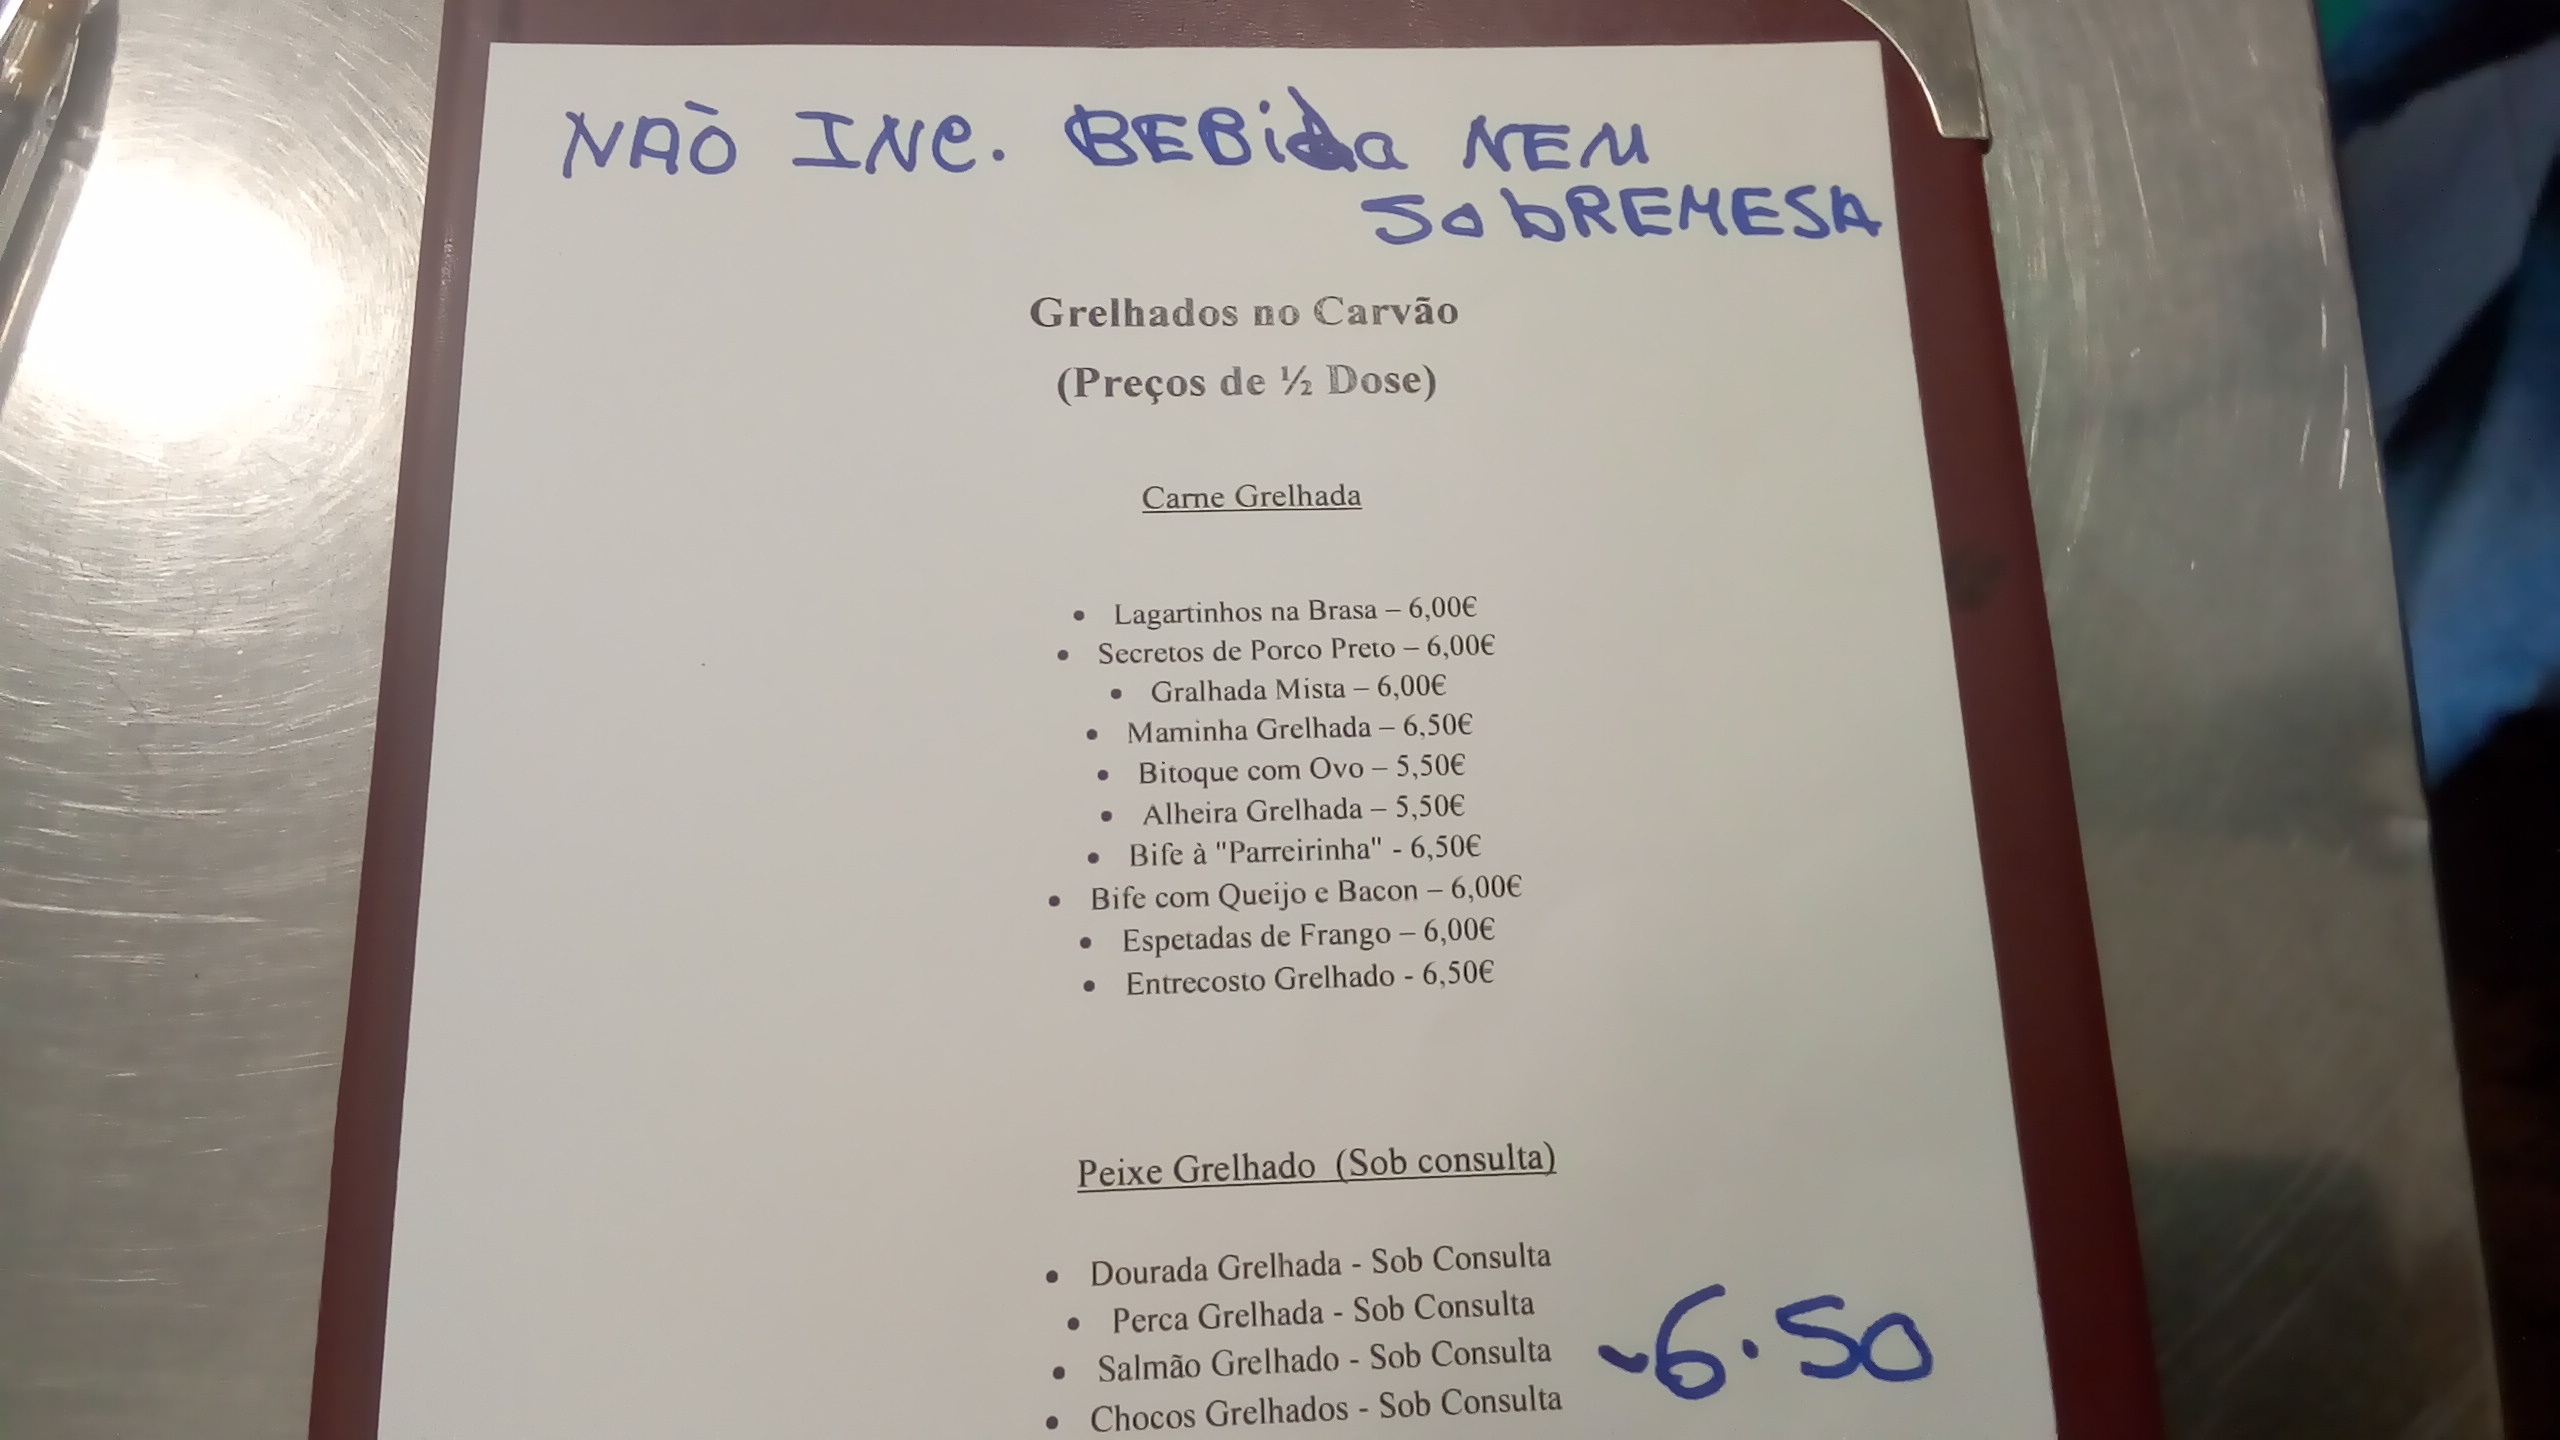 NAÒ INC. BEBida NEM
SobREMESA
Grelhados no Carvão
(Preços de ½ Dose)
Carne Grelhada
• Lagartinhos na Brasa – 6,00€
• Secretos de Porco Preto – 6,00€
• Gralhada Mista – 6,00€
• Maminha Grelhada – 6,50€
• Bitoque com Ovo – 5,50€
• Alheira Grelhada – 5,50€
• Bife à "Parreirinha" - 6,50€
• Bife com Queijo e Bacon – 6,00€
• Espetadas de Frango – 6,00€
• Entrecosto Grelhado - 6,50€
Peixe Grelhado (Sob consulta)
• Dourada Grelhada - Sob Consulta
• Perca Grelhada - Sob Consulta
• Salmão Grelhado - Sob Consulta - 6.50
• Chocos Grelhados - Sob Consulta